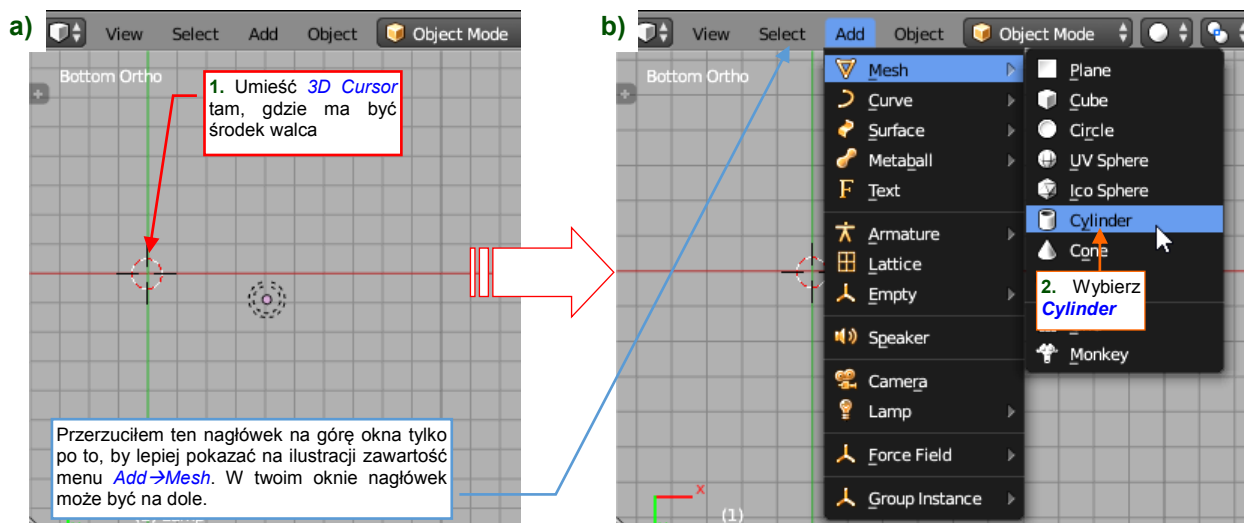 a)
View Select Add Object Object Mode
Bottom Ortho
1. Umieść 3D Cursor
tam, gdzie ma być
środek walca
Przerzuciłem ten nagłówek na górę okna tylko
po to, by lepiej pokazać na ilustracji zawartość
menu Add→Mesh. W twoim oknie nagłówek
może być na dole.
b)
View Select Add Object Object Mode
Bottom Ortho
Mesh
Curve
Surface
Metaball
Text
Armature
Lattice
Empty
Speaker
Camera
Lamp
Force Field
Group Instance
Plane
Cube
Circle
UV Sphere
Ico Sphere
Cylinder
Cone
2. Wybierz
Cylinder
Monkey
x
(1)